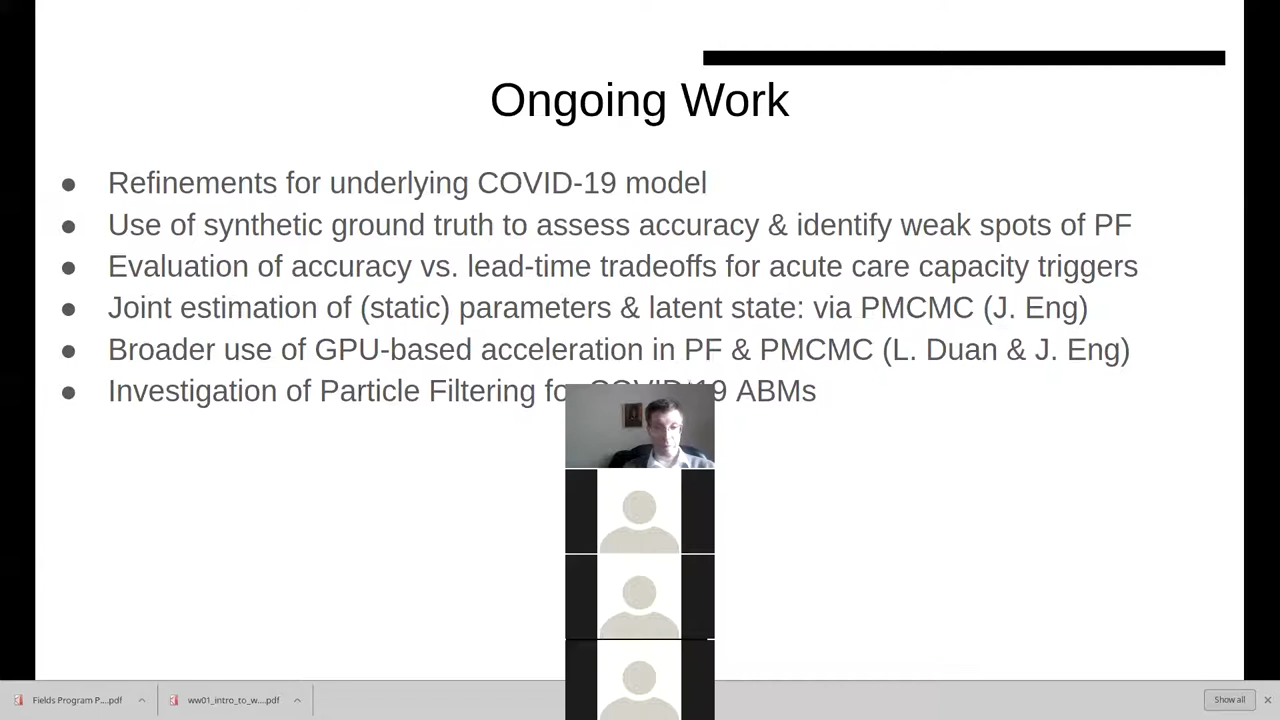 Ongoing Work
● Refinements for underlying COVID-19 model
● Use of synthetic ground truth to assess accuracy & identify weak spots of PF
● Evaluation of accuracy vs. lead-time tradeoffs for acute care capacity triggers
● Joint estimation of (static) parameters & latent state: via PMCMC (J. Eng)
● Broader use of GPU-based acceleration in PF & PMCMC (L. Duan & J. Eng)
● Investigation of Particle Filtering for COVID-19 ABMs
Fields Program P....pdf
ww01_intro_to_w....pdf
Show all